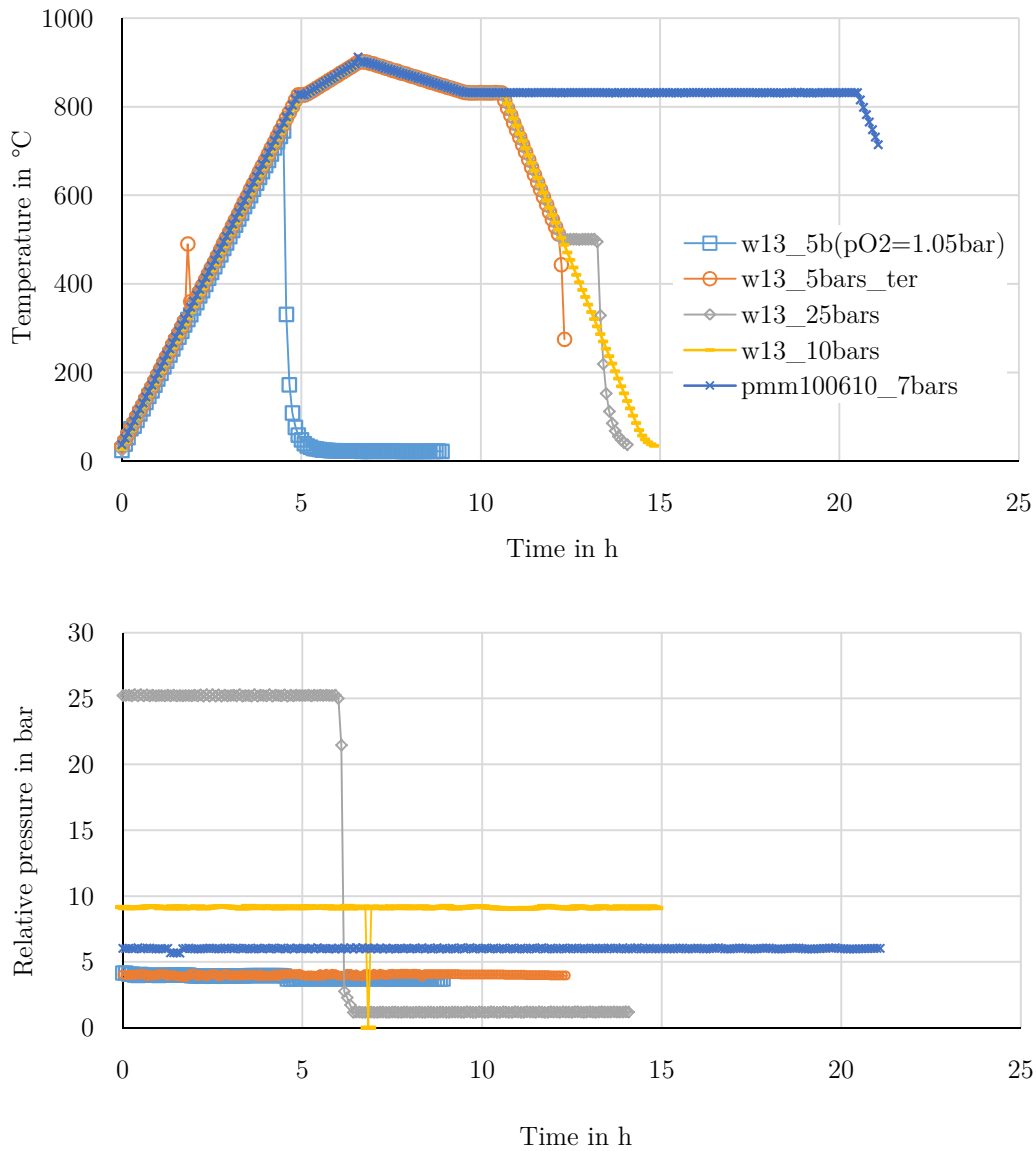 1000
800
600
400
200
0
Temperature in °C
w13_5b(pO2=1.05bar)
w13_5bars_ter
w13_25bars
w13_10bars
pmm100610_7bars
0 5 10 15 20 25
Time in h
30
25
20
15
10
5
0
Relative pressure in bar
0 5 10 15 20 25
Time in h